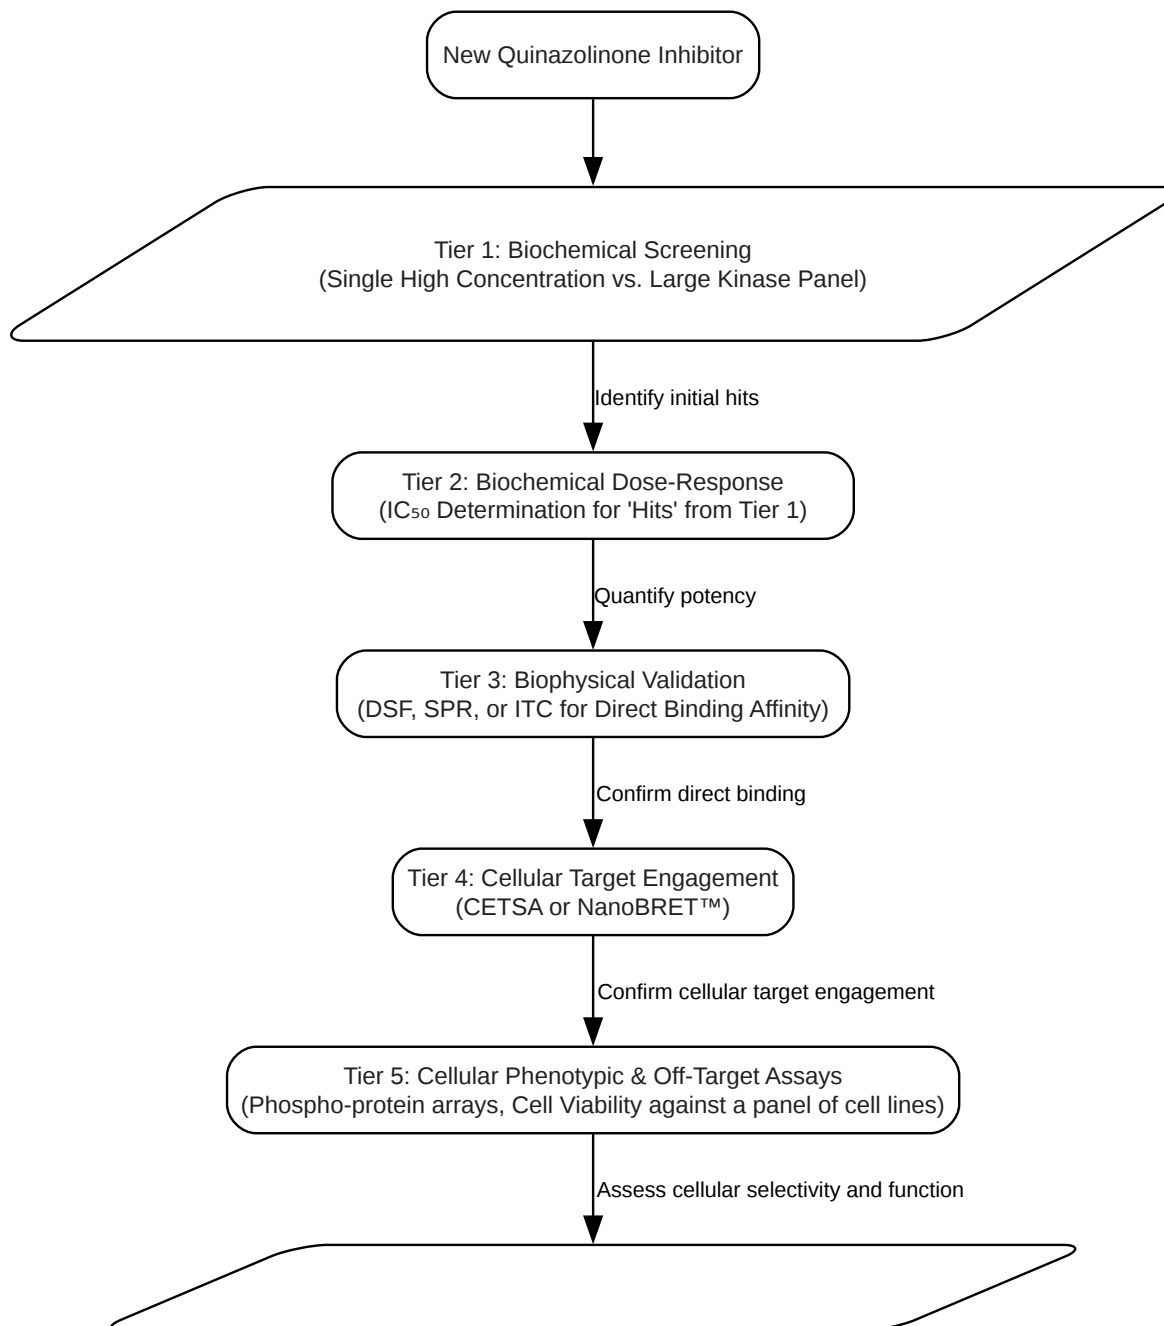 New Quinazolinone Inhibitor
Tier 1: Biochemical Screening
(Single High Concentration vs. Large Kinase Panel)
Identify initial hits
Tier 2: Biochemical Dose-Response
(IC₅₀ Determination for 'Hits' from Tier 1)
Quantify potency
Tier 3: Biophysical Validation
(DSF, SPR, or ITC for Direct Binding Affinity)
Confirm direct binding
Tier 4: Cellular Target Engagement
(CETSA or NanoBRET™)
Confirm cellular target engagement
Tier 5: Cellular Phenotypic & Off-Target Assays
(Phospho-protein arrays, Cell Viability against a panel of cell lines)
Assess cellular selectivity and function